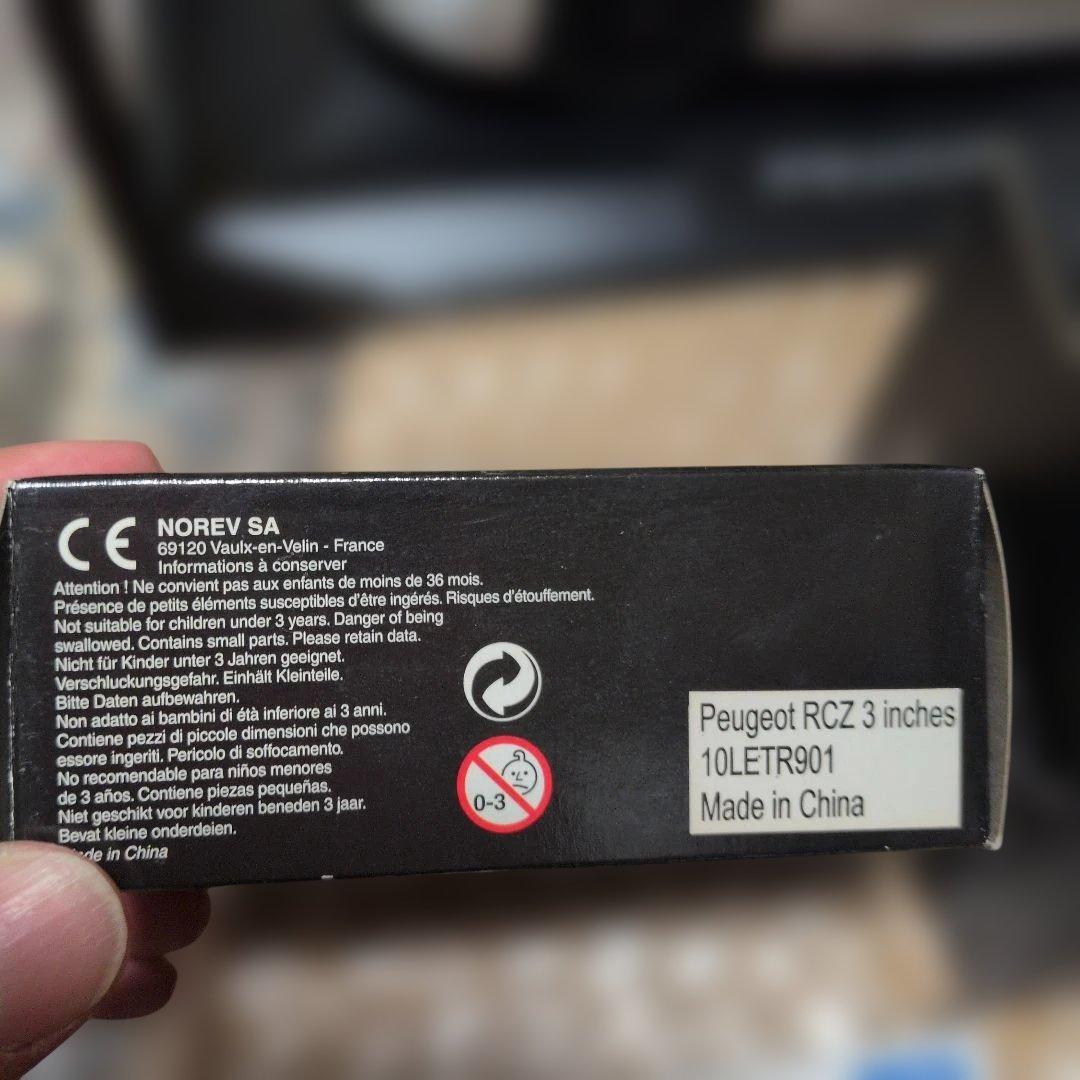 CE
NOREV SA
69120 Vaulx-en-Velin - France
Informations à conserver
Attention ! Ne convient pas aux enfants de moins de 36 mois.
Présence de petits éléments susceptibles d'être ingérés. Risques d'étouffement.
Not suitable for children under 3 years. Danger of being
swallowed. Contains small parts. Please retain data.
Nicht für Kinder unter 3 Jahren geeignet.
Verschluckungsgefahr. Einhält Kleinteile.
Bitte Daten aufbewahren.
Non adatto ai bambini di étà inferiore ai 3 anni.
Contiene pezzi di piccole dimensioni che possono
essore ingeriti. Pericolo di soffocamento.
No recomendable para niños menores
de 3 años. Contiene piezas pequeñas.
Niet geschikt voor kinderen beneden 3 jaar.
Bevat kleine onderdeien.
in China
0-3
Peugeot RCZ 3 inches
10LETR901
Made in China